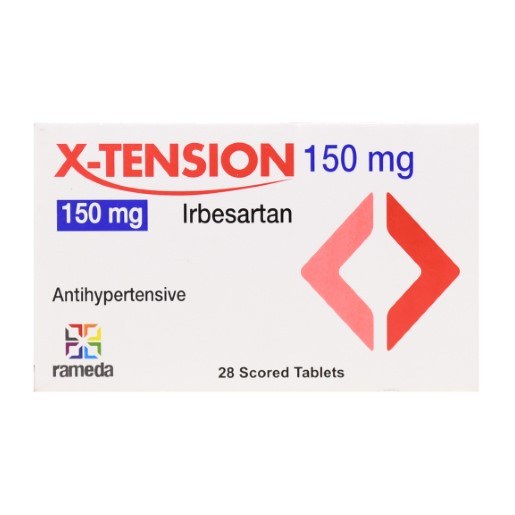 X-TENSION 150 mg
150 mg Irbesartan
Antihypertensive
rameda
28 Scored Tablets